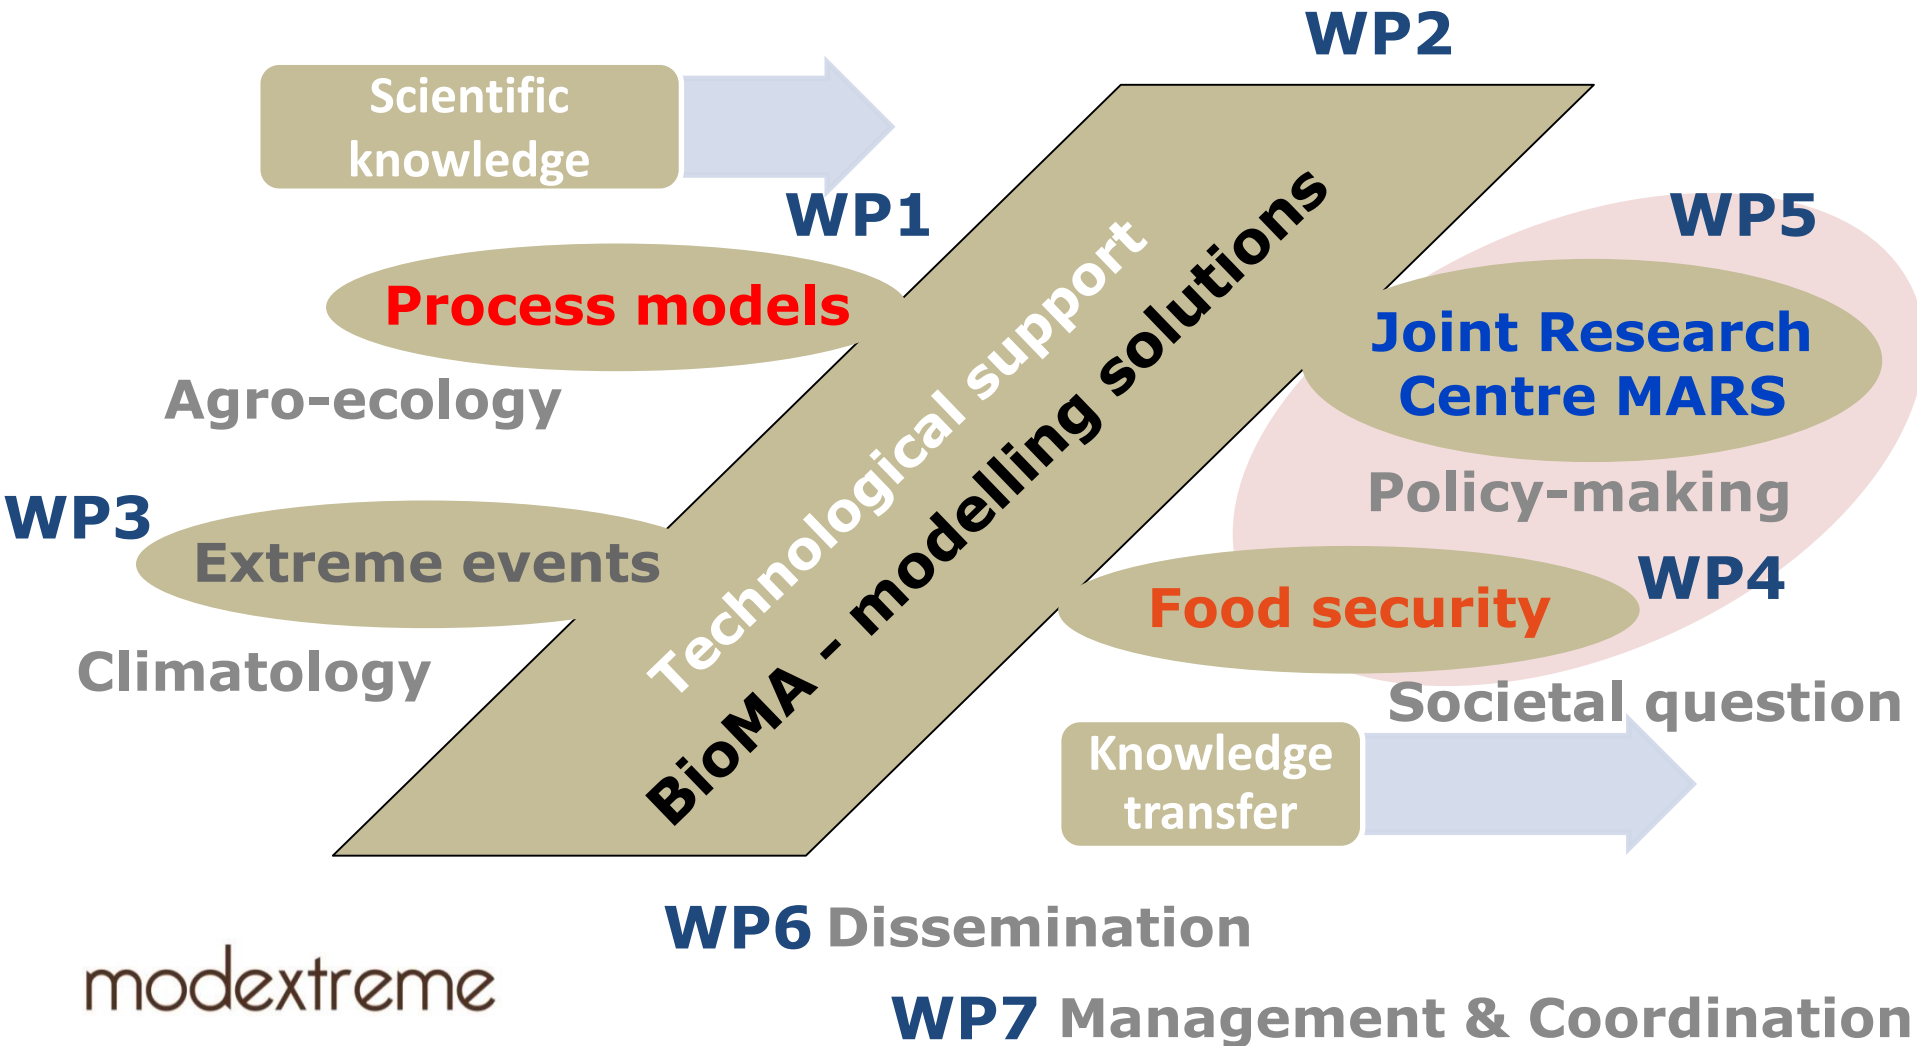 WP2
Scientific
knowledge
WP1
Process models
Agro-ecology
WP3
Extreme events
Climatology
Technological support
BioMA - modelling solutions
WP5
Joint Research
Centre MARS
Policy-making
WP4
Food security
Societal question
Knowledge
transfer
WP6 Dissemination
modextreme
WP7 Management & Coordination